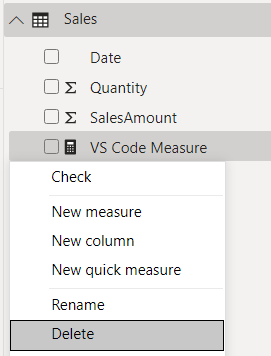 Sales
Date
Quantity
SalesAmount
VS Code Measure
Check
New measure
New column
New quick measure
Rename
Delete